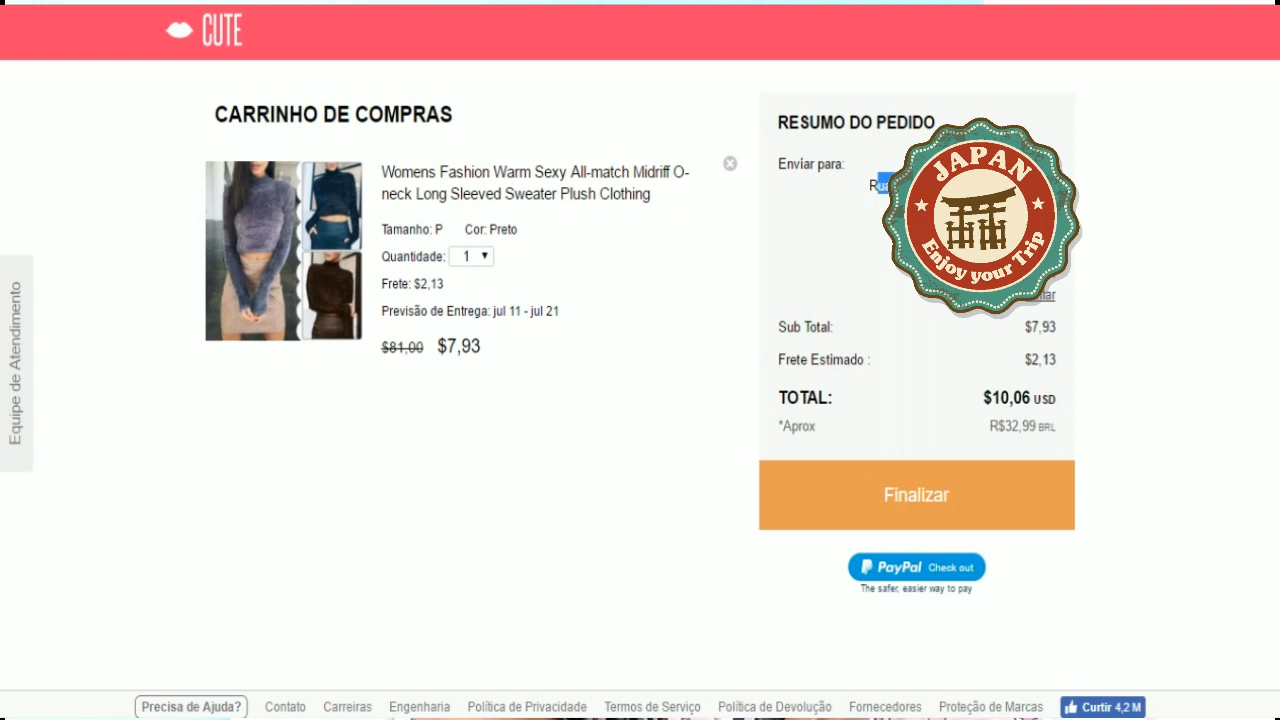 CUTE
CARRINHO DE COMPRAS
Womens Fashion Warm Sexy All-match Midriff O-
neck Long Sleeved Sweater Plush Clothing
Tamanho: P Cor: Preto
Quantidade: 1
Frete: $2,13
Previsão de Entrega: jul 11 - jul 21
$81,00 $7,93
RESUMO DO PEDIDO
Enviar para:
JAPAN
Enjoy your Trip
Sub Total: $7,93
Frete Estimado : $2,13
TOTAL: $10,06 USD
*Aprox R$32,99 BRL
Finalizar
PayPal Check out
The safer, easier way to pay
Equipe de Atendimento
Precisa de Ajuda? Contato Carreiras Engenharia Política de Privacidade Termos de Serviço Política de Devolução Fornecedores Proteção de Marcas Curtir 4,2 M